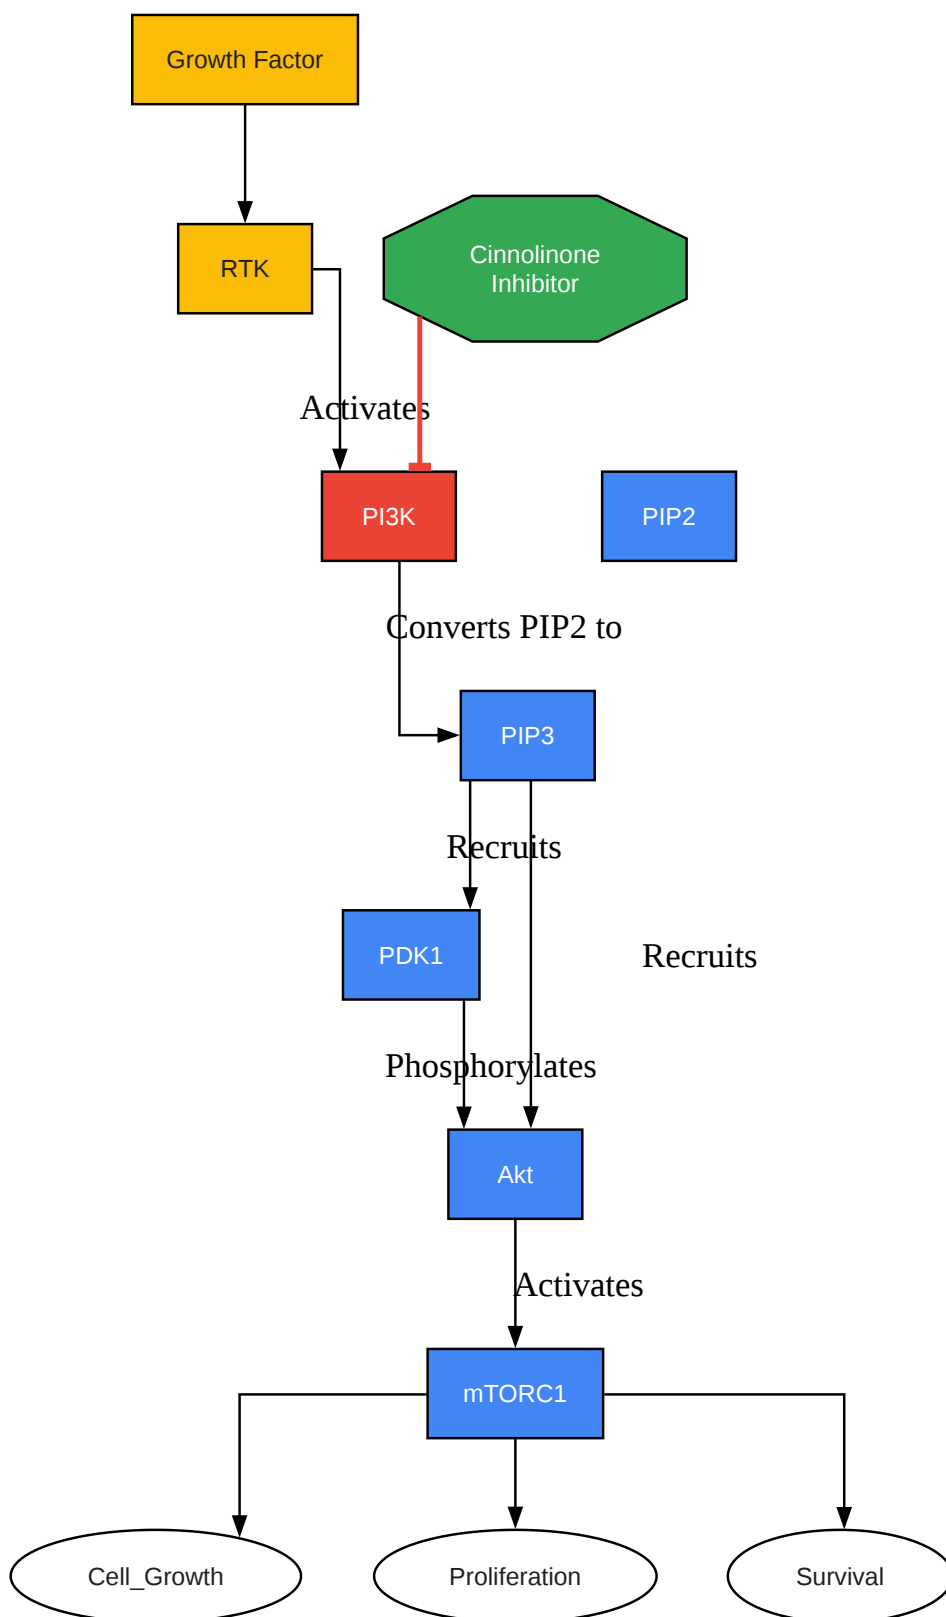 Growth Factor
RTK
Cinnolinone
Inhibitor
Activates
PI3K
PIP2
Converts PIP2 to
PIP3
Recruits
PDK1
Recruits
Phosphorylates
Akt
Activates
mTORC1
Cell_Growth
Proliferation
Survival